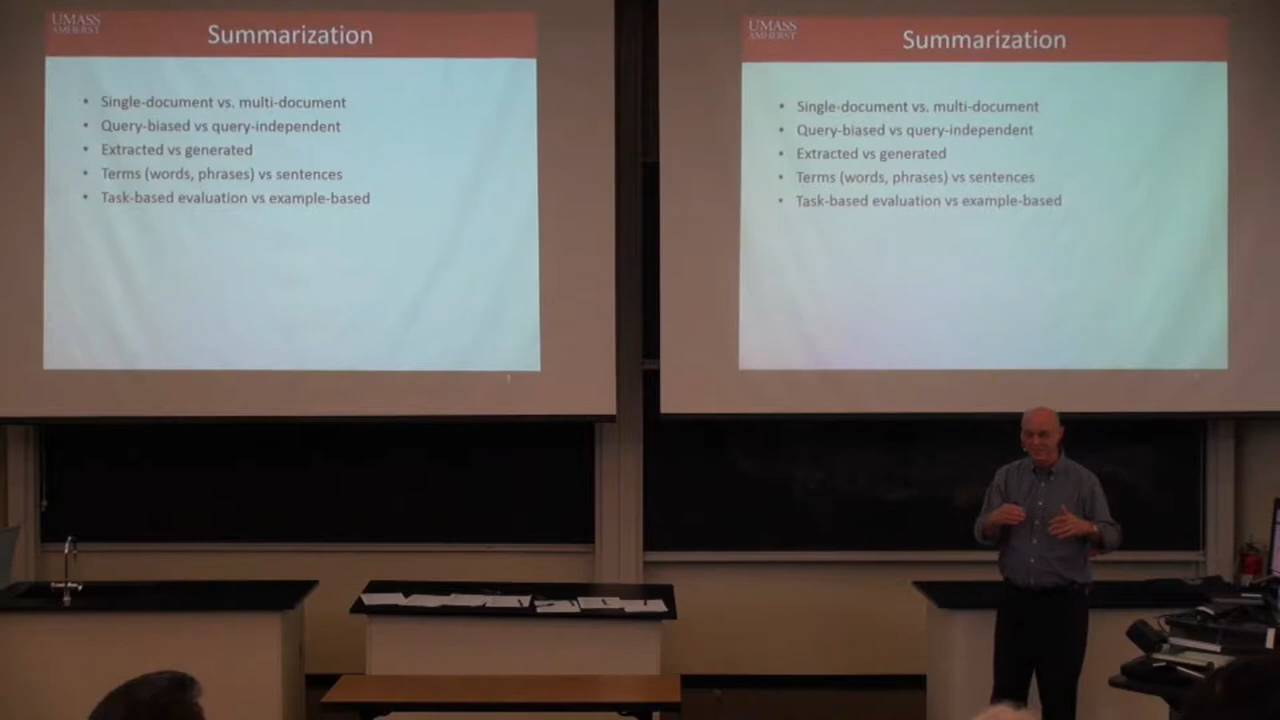 UMASS
AMHERST
Summarization
• Single-document vs. multi-document
• Query-biased vs query-independent
• Extracted vs generated
• Terms (words, phrases) vs sentences
• Task-based evaluation vs example-based
UMASS
AMHERST
Summarization
• Single-document vs. multi-document
• Query-biased vs query-independent
• Extracted vs generated
• Terms (words, phrases) vs sentences
• Task-based evaluation vs example-based